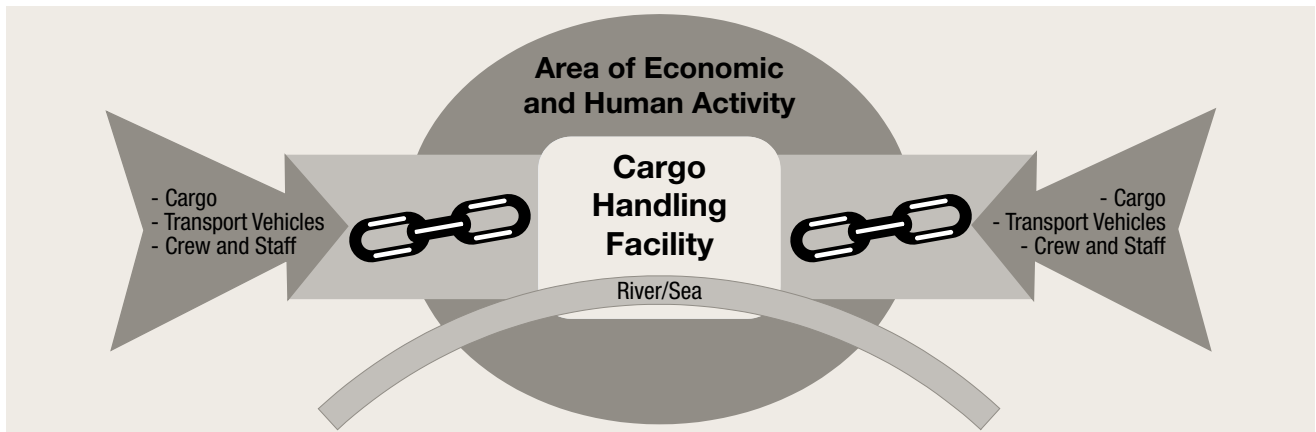 Area of Economic
and Human Activity
Cargo
Handling
Facility
- Cargo
- Transport Vehicles
- Crew and Staff
- Cargo
- Transport Vehicles
- Crew and Staff
River/Sea